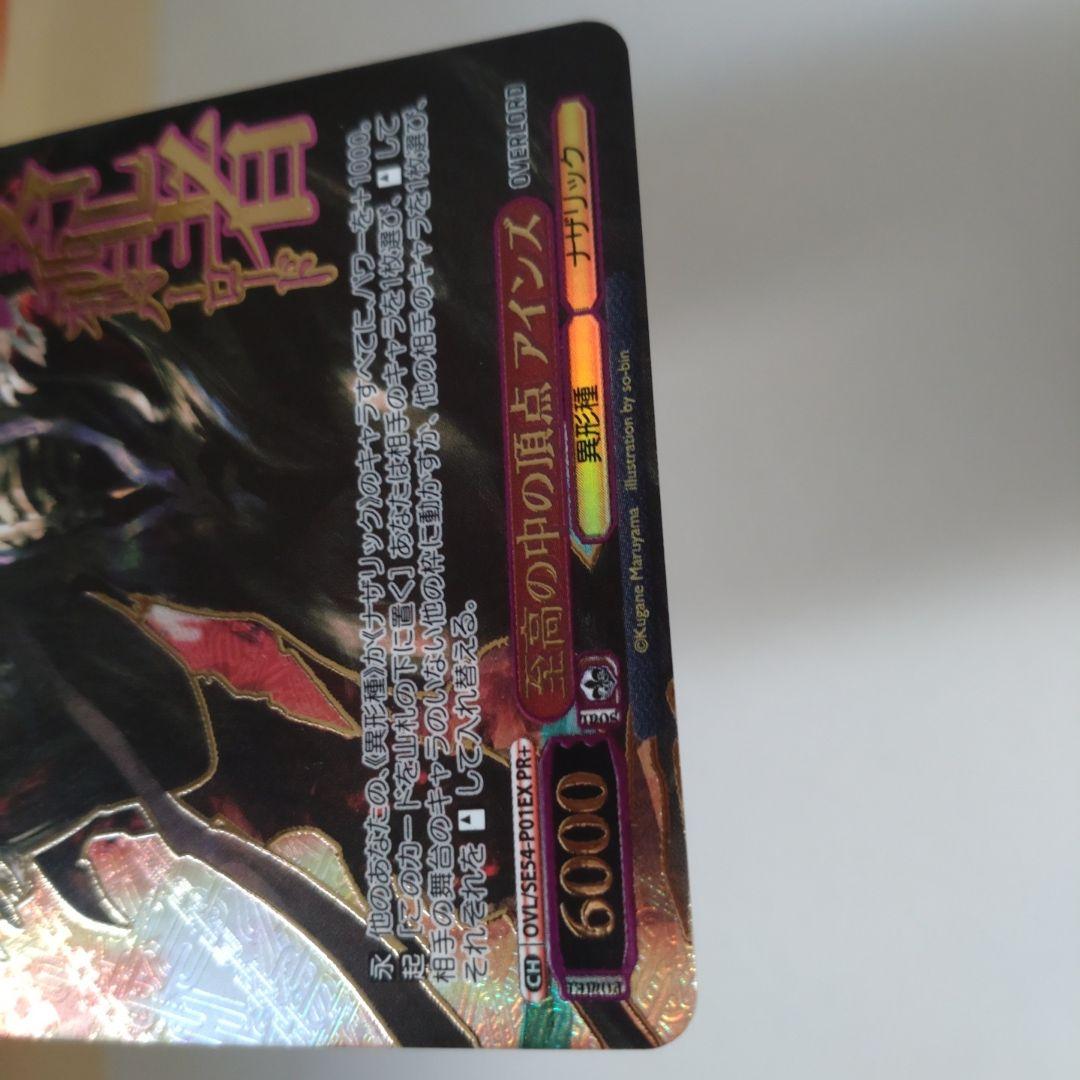 者
ーロード
永 他のあなたの、《異形種》か《ナザリック》のキャラすべてに、パワーを+1000。
起 [このカードを山札の下に置く] あなたは相手のキャラを1枚選び、して
相手の舞台のキャラのいない他の枠に動かすか、他の相手のキャラを1枚選び、
それぞれを して入れ替える。
OVERLORD
CH OVL/SE54-P01EX PR+
至高の中の頂点 アインズ
6000
POWER
異形種
ナザリック
©Kugane Maruyama illustration by so-bin